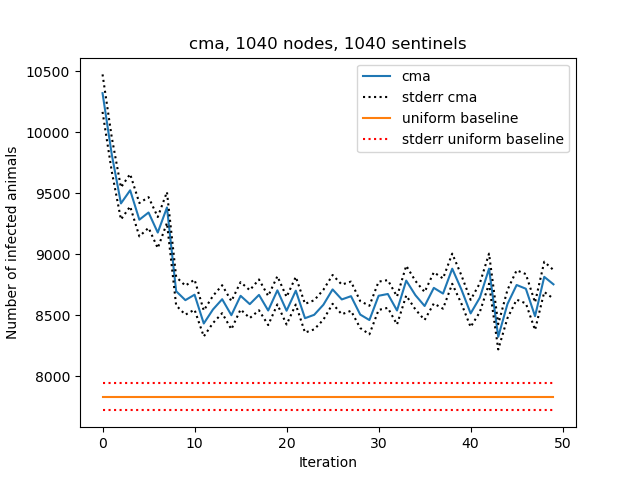 cma, 1040 nodes, 1040 sentinels
cma
stderr cma
uniform baseline
stderr uniform baseline
Number of infected animals
10500
10000
9500
9000
8500
8000
0 10 20 30 40 50
Iteration